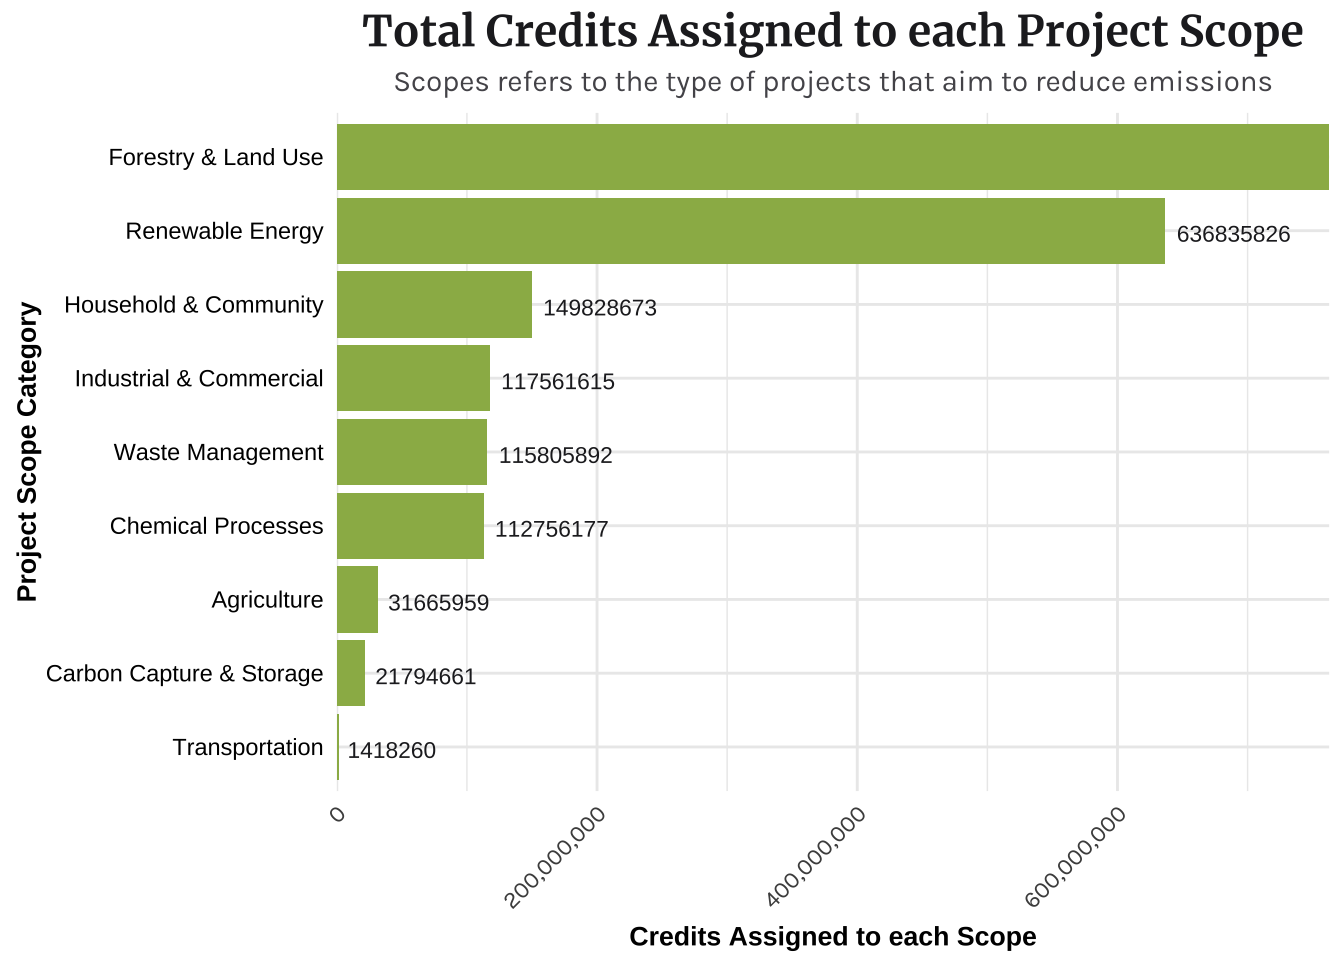 Total Credits Assigned to each Project Scope
Scopes refers to the type of projects that aim to reduce emissions
Project Scope Category
Forestry & Land Use
Renewable Energy 636835826
Household & Community 149828673
Industrial & Commercial 117561615
Waste Management 115805892
Chemical Processes 112756177
Agriculture 31665959
Carbon Capture & Storage 21794661
Transportation 1418260
0 200,000,000 400,000,000 600,000,000
Credits Assigned to each Scope